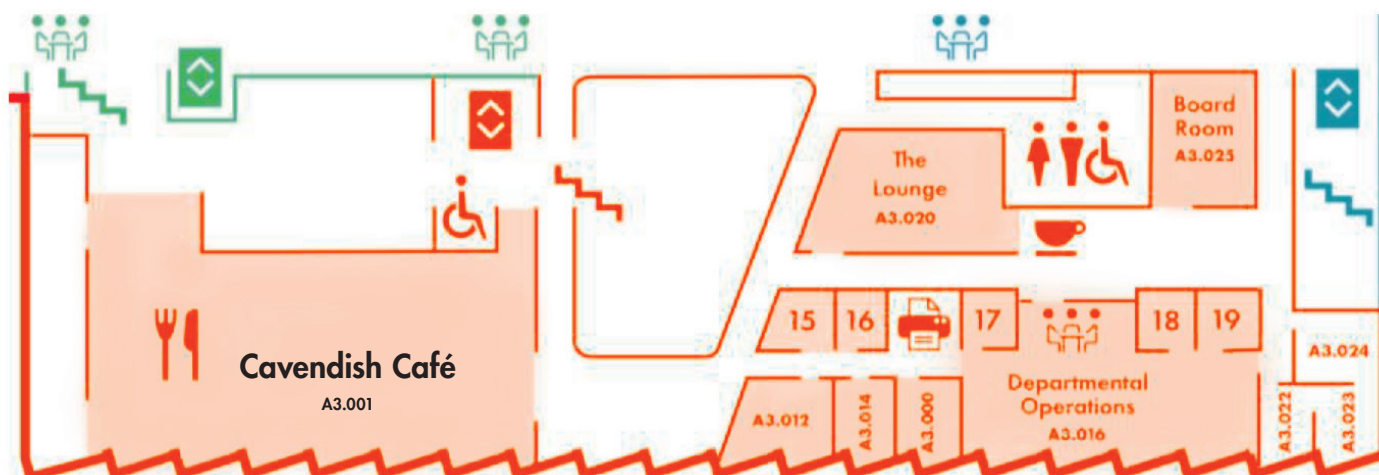 Board
Room
A3.025
The
Lounge
A3.020
15
16
17
18
19
Cavendish Café
A3.001
A3.012
A3.014
A3.000
Departmental
Operations
A3.016
A3.024
A3.022
A3.023